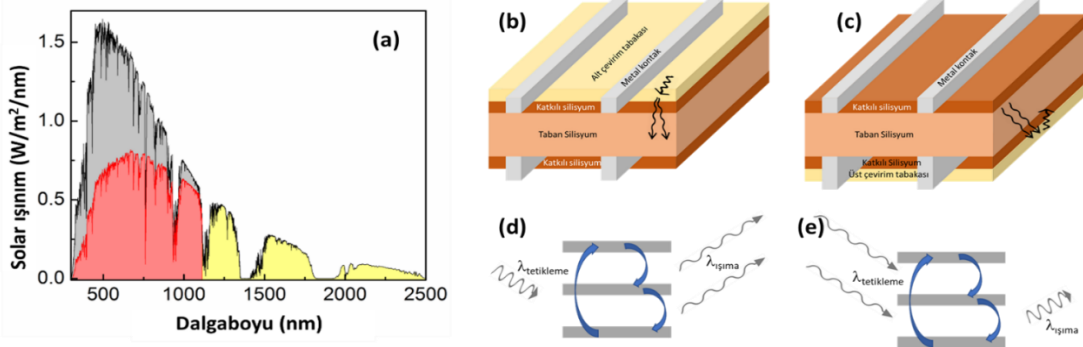 (a)
Solar ışınım (W/m²/nm)
1.5
1.0
0.5
0.0
500
1000
1500
2000
2500
Dalgaboyu (nm)
(b)
Alt çevirim tabakası
Metal kontak
Katkılı silisyum
Taban Silisyum
Katkılı silisyum
(c)
Metal kontak
Katkılı silisyum
Taban Silisyum
Katkılı Silisyum
Üst çevirim tabakası
(d)
λtetikleme
λışıma
(e)
λtetikleme
λışıma